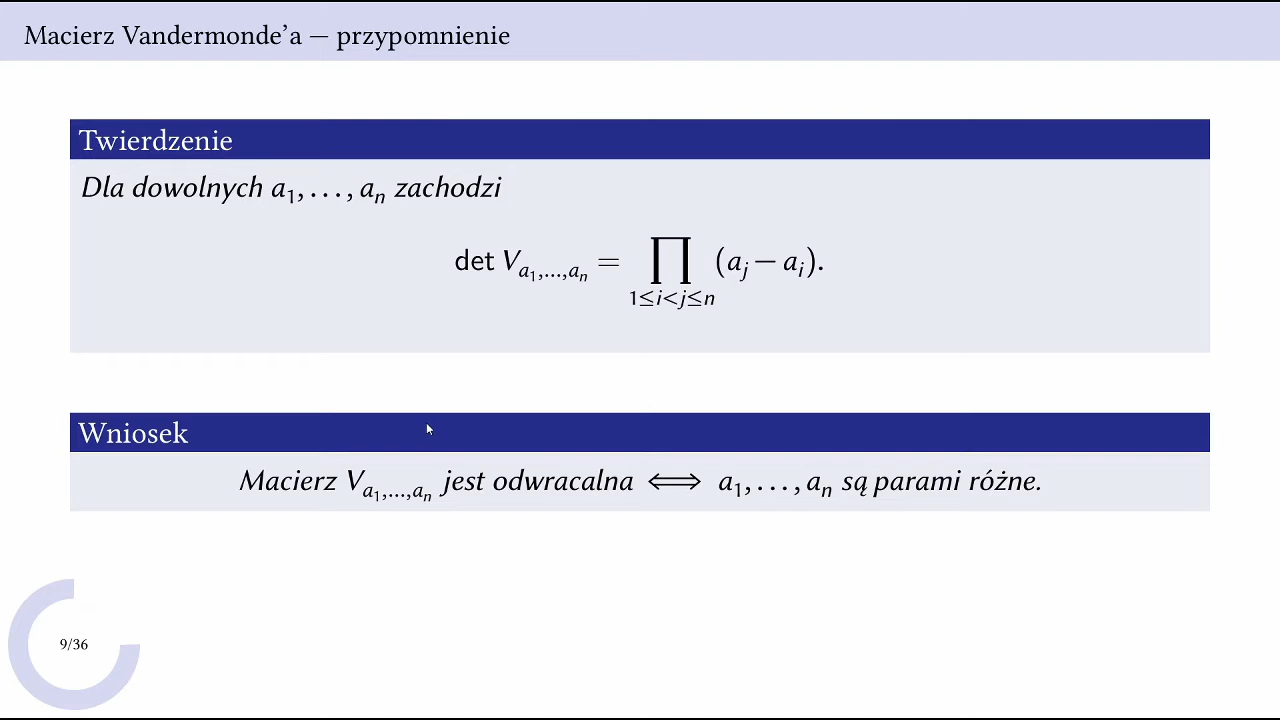 Macierz Vandermonde’a — przypomnienie
Twierdzenie
Dla dowolnych a₁, . . . , aₙ zachodzi
det V_{a₁,...,aₙ} = ∏_{1≤i<j≤n} (aⱼ − aᵢ).
Wniosek
Macierz V_{a₁,...,aₙ} jest odwracalna ⟺ a₁, . . . , aₙ są parami różne.
9/36